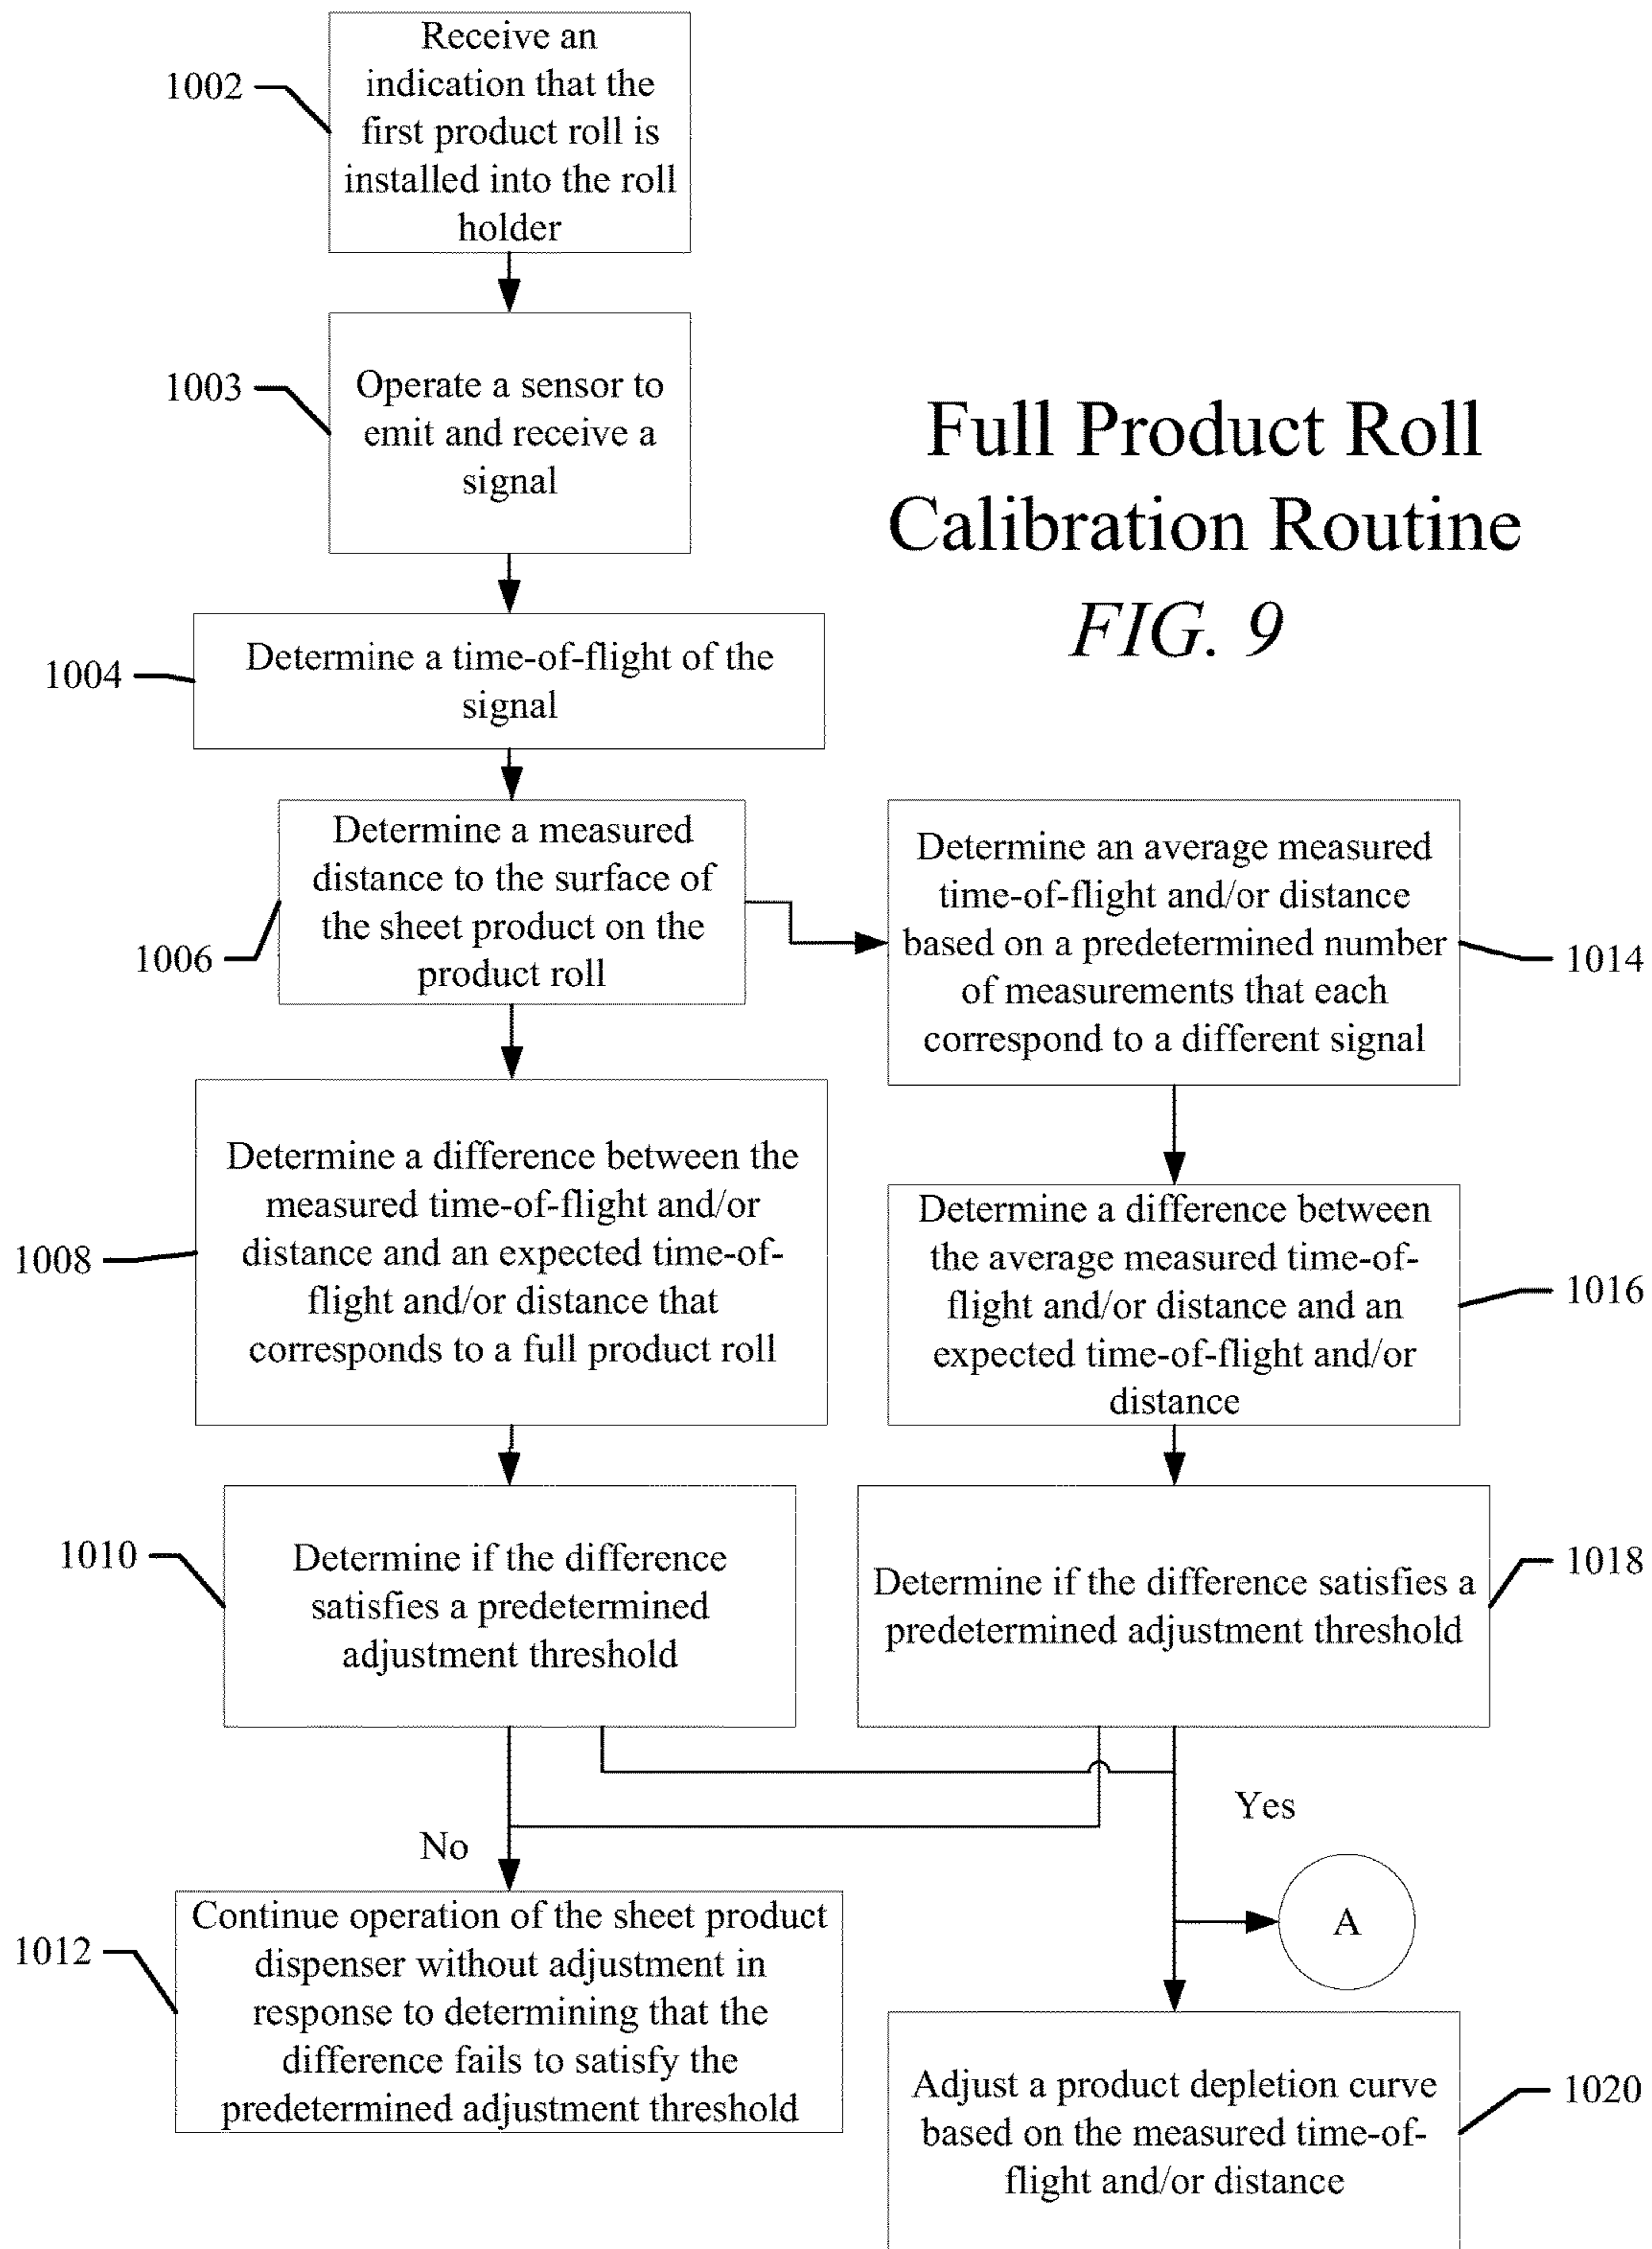 Receive an
indication that the
first product roll is
installed into the roll
holder
1002
Operate a sensor to
emit and receive a
signal
1003
Full Product Roll
Calibration Routine
FIG. 9
Determine a time-of-flight of the
signal
1004
Determine a measured
distance to the surface of
the sheet product on the
product roll
1006
Determine an average measured
time-of-flight and/or distance
based on a predetermined number
of measurements that each
correspond to a different signal
1014
Determine a difference between the
measured time-of-flight and/or
distance and an expected time-of-
flight and/or distance that
corresponds to a full product roll
1008
Determine a difference between
the average measured time-of-
flight and/or distance and an
expected time-of-flight and/or
distance
1016
Determine if the difference
satisfies a predetermined
adjustment threshold
1010
Determine if the difference satisfies a
predetermined adjustment threshold
1018
Yes
No
A
Continue operation of the sheet product
dispenser without adjustment in
response to determining that the
difference fails to satisfy the
predetermined adjustment threshold
1012
Adjust a product depletion curve
based on the measured time-of-
flight and/or distance
1020